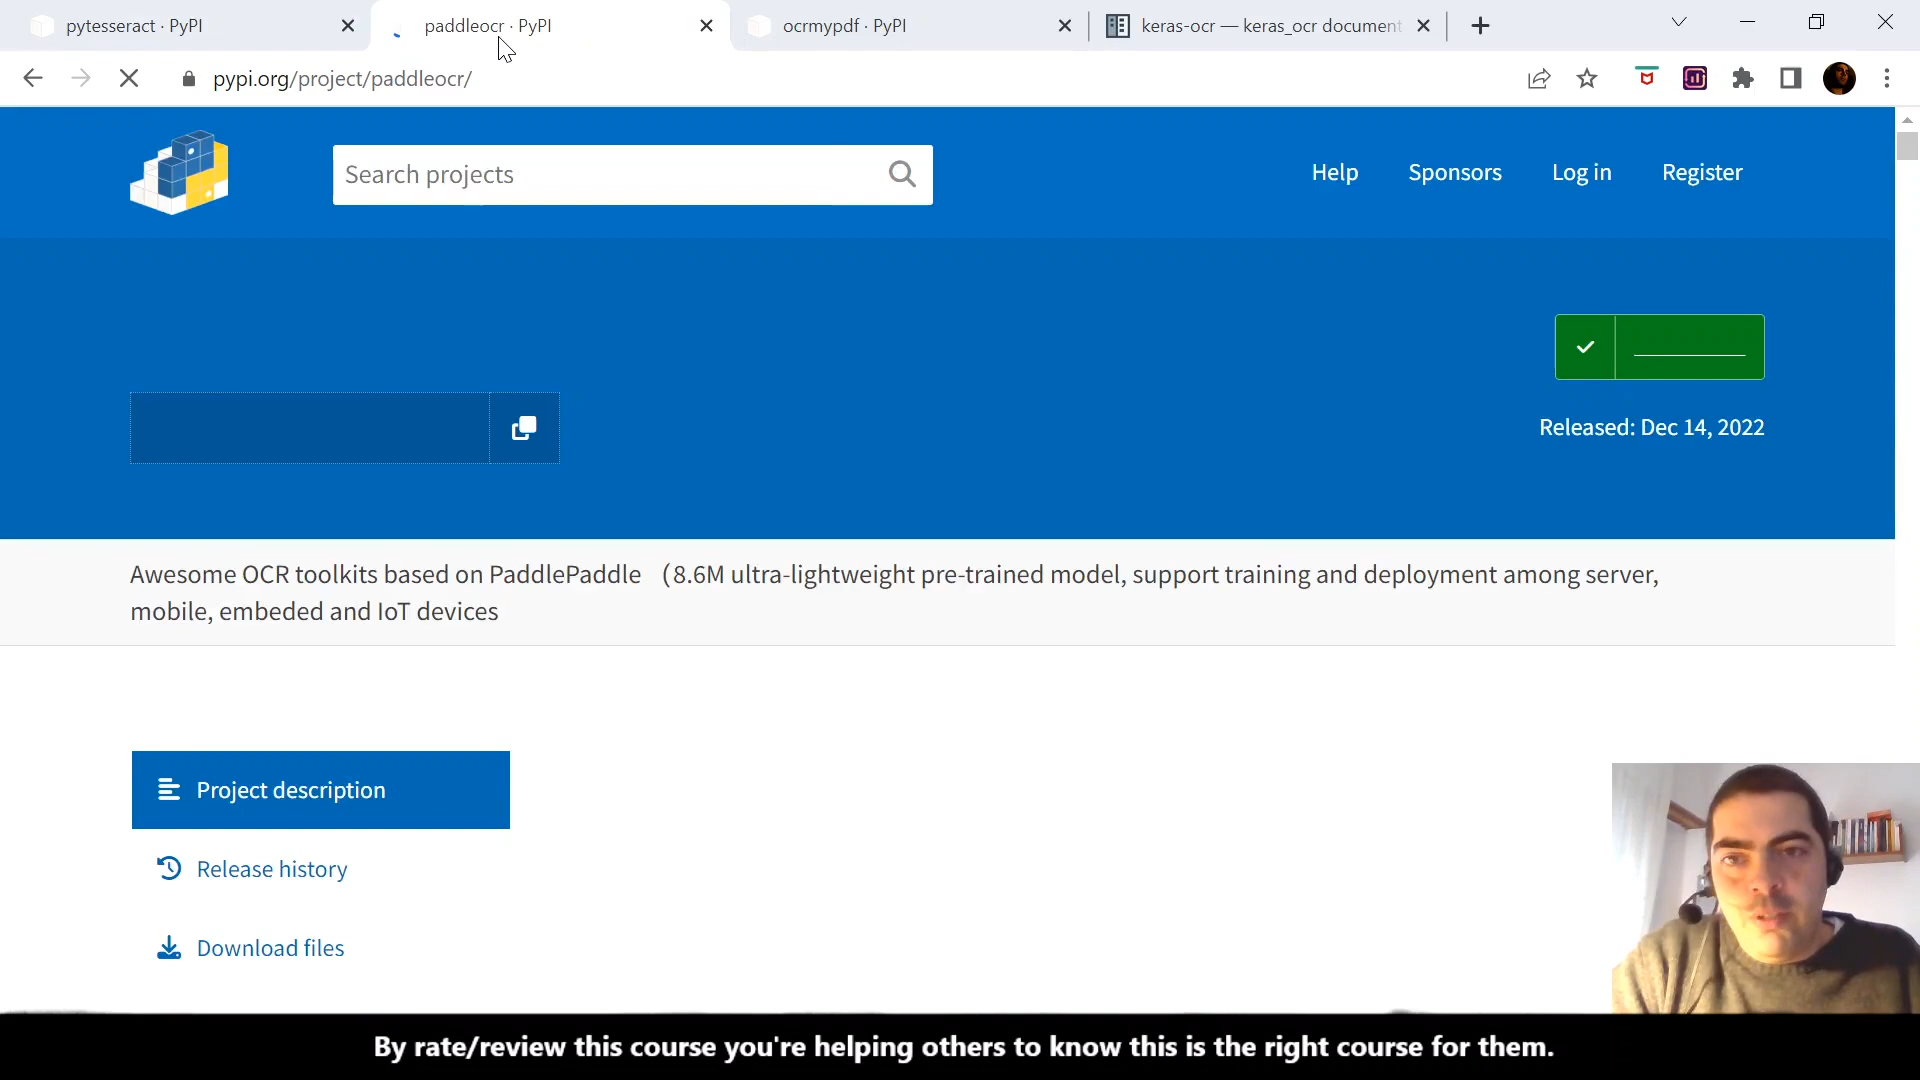 pytesseract · PyPI
paddleocr · PyPI
ocrmypdf · PyPI
keras-ocr — keras_ocr document
pypi.org/project/paddleocr/
Search projects
Help
Sponsors
Log in
Register
Released: Dec 14, 2022
Awesome OCR toolkits based on PaddlePaddle （8.6M ultra-lightweight pre-trained model, support training and deployment among server,
mobile, embeded and IoT devices
Project description
Release history
Download files
By rate/review this course you're helping others to know this is the right course for them.